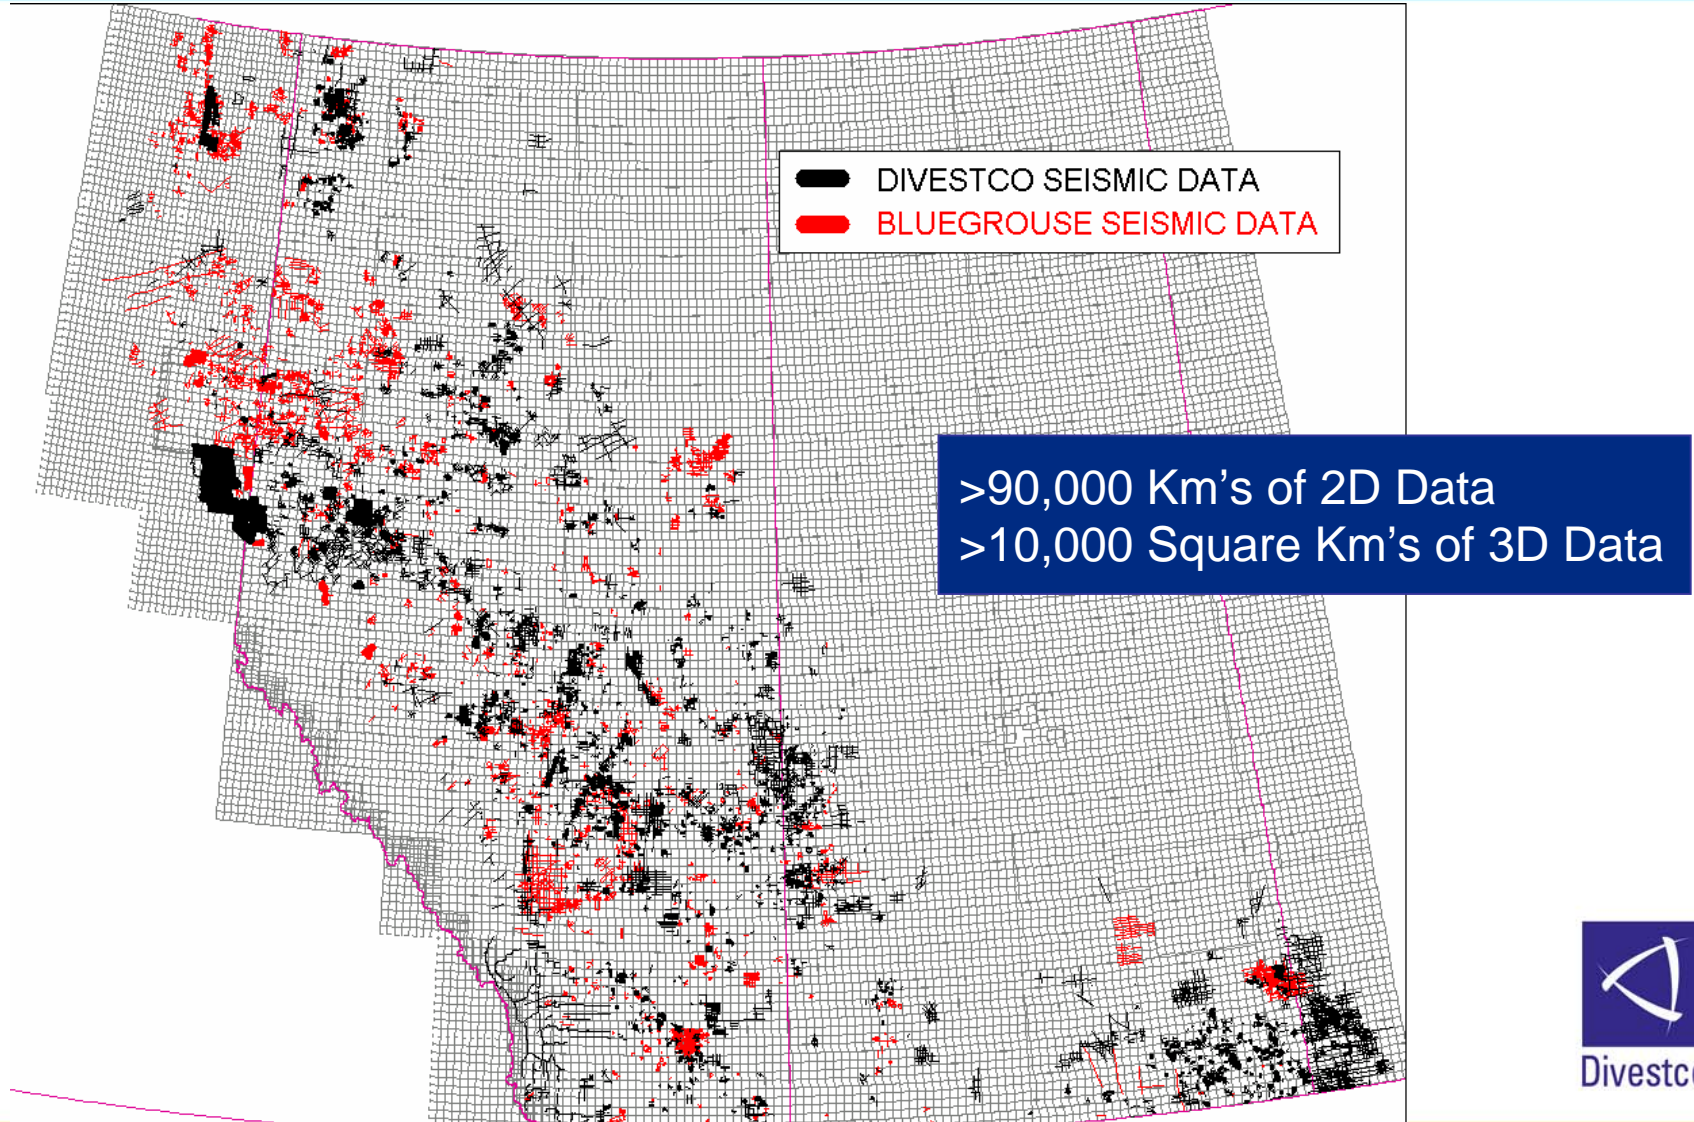 DIVESTCO SEISMIC DATA
BLUEGROUSE SEISMIC DATA
>90,000 Km’s of 2D Data
>10,000 Square Km’s of 3D Data
Divestc